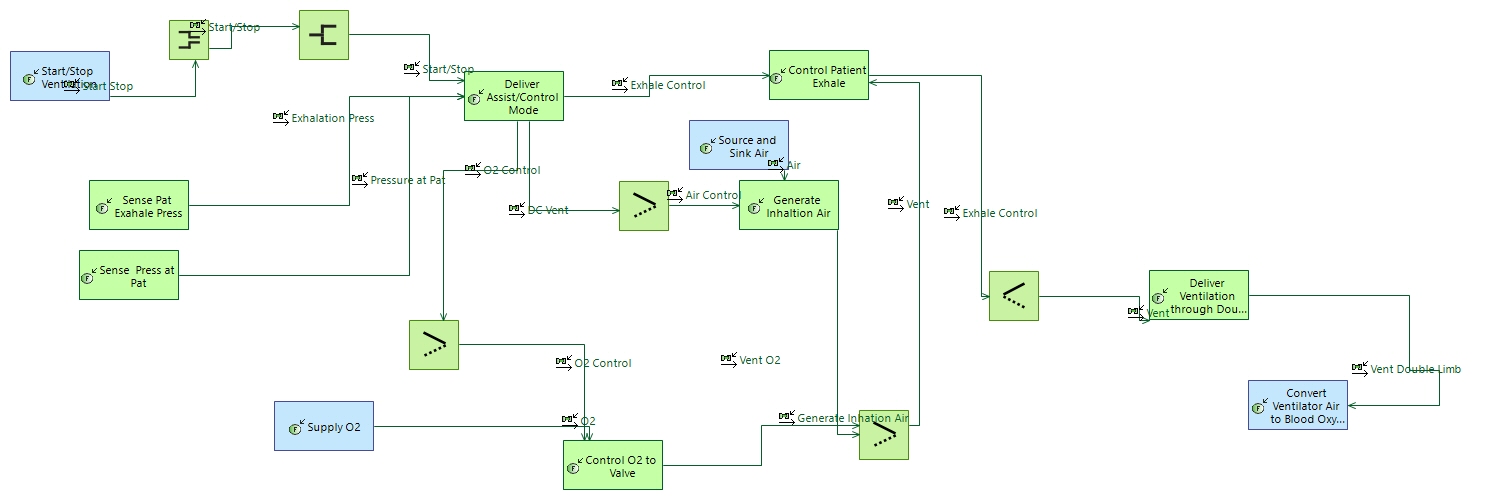 Start/Stop
Start/Stop
Ventilation
Start Stop
Start/Stop
Deliver
Assist/Control
Mode
Exhale Control
Control Patient
Exhale
Exhalation Press
Source and
Sink Air
Air
Pressure at Pat
O2 Control
Sense Pat
Exahale Press
DC Vent
Air Control
Generate
Inhaltion Air
Vent
Exhale Control
Sense Press at
Pat
Deliver
Ventilation
through Dou...
Vent
O2 Control
Vent O2
Vent Double Limb
Convert
Ventilator Air
to Blood Oxy...
Supply O2
O2
Generate Inhation Air
Control O2 to
Valve